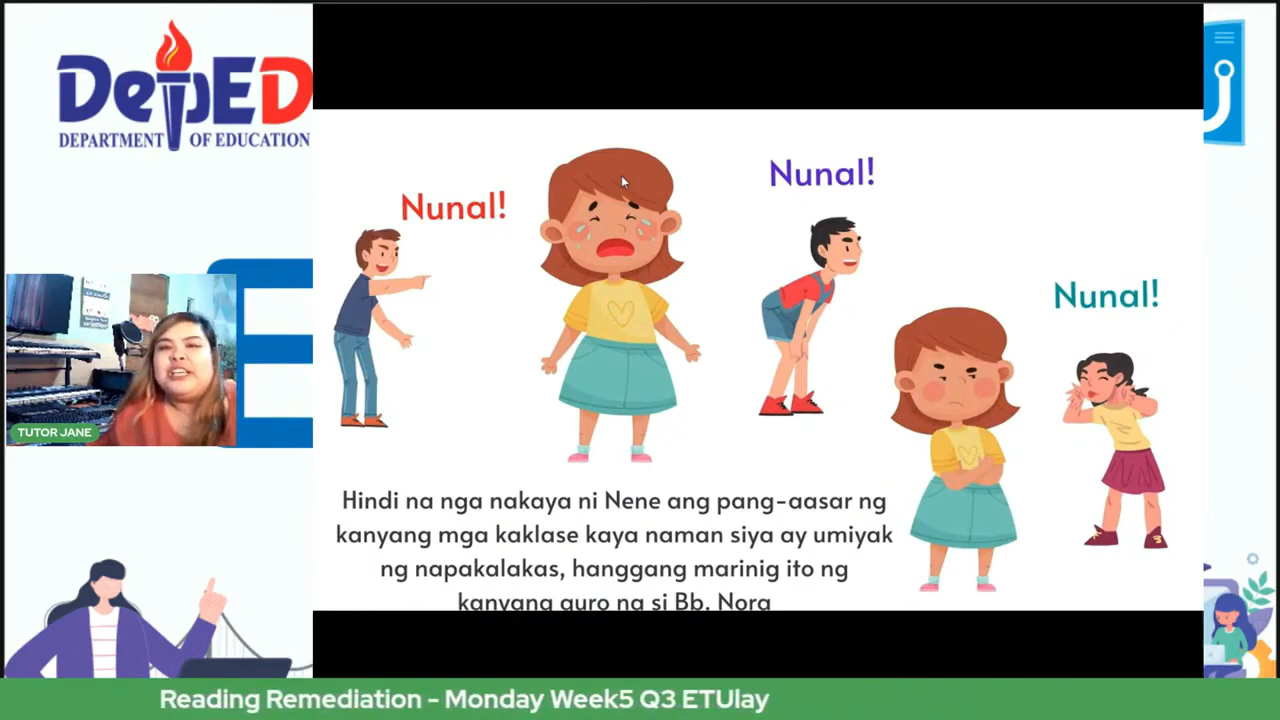 DepED
DEPARTMENT OF EDUCATION
Nunal!
Nunal!
Nunal!
Hindi na nga nakaya ni Nene ang pang-aasar ng
kanyang mga kaklase kaya naman siya ay umiyak
ng napakalakas, hanggang marinig ito ng
kanyang guro na si Bb. Nora
TUTOR JANE
E
Reading Remediation - Monday Week5 Q3 ETUlay